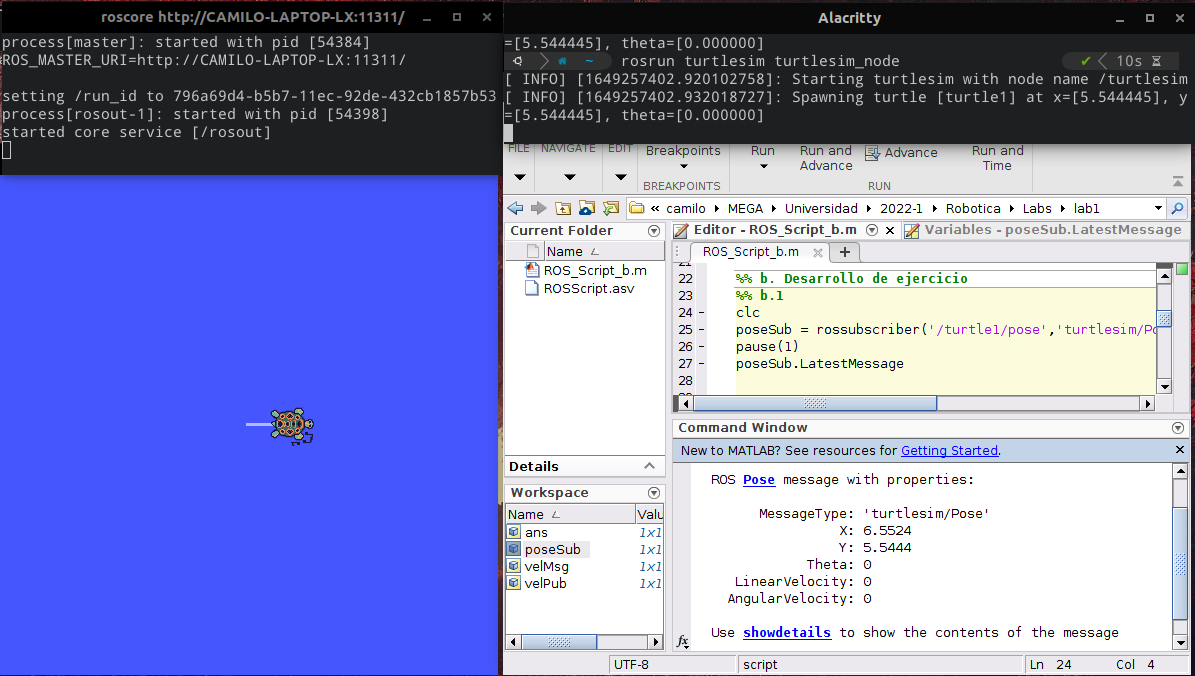 roscore http://CAMILO-LAPTOP-LX:11311/
process[master]: started with pid [54384]
ROS_MASTER_URI=http://CAMILO-LAPTOP-LX:11311/
setting /run_id to 796a69d4-b5b7-11ec-92de-432cb1857b53
process[rosout-1]: started with pid [54398]
started core service [/rosout]
Alacritty
=[5.544445], theta=[0.000000]
~ rosrun turtlesim turtlesim_node ✔ 10s
[ INFO] [1649257402.920102758]: Starting turtlesim with node name /turtlesim
[ INFO] [1649257402.932018727]: Spawning turtle [turtle1] at x=[5.544445], y
=[5.544445], theta=[0.000000]
FILE NAVIGATE EDIT Breakpoints Run Run and Advance Advance Run and Time
BREAKPOINTS RUN
« camilo ▸ MEGA ▸ Universidad ▸ 2022-1 ▸ Robotica ▸ Labs ▸ lab1
Current Folder
Name
ROS_Script_b.m
ROSScript.asv
Details
Workspace
Name Valu
ans 1x1
poseSub 1x1
velMsg 1x1
velPub 1x1
Editor - ROS_Script_b.m Variables - poseSub.LatestMessage
ROS_Script_b.m +
22 %% b. Desarrollo de ejercicio
23 %% b.1
24 - clc
25 - poseSub = rossubscriber('/turtle1/pose','turtlesim/Po
26 - pause(1)
27 - poseSub.LatestMessage
28
Command Window
New to MATLAB? See resources for Getting Started.
ROS Pose message with properties:
MessageType: 'turtlesim/Pose'
X: 6.5524
Y: 5.5444
Theta: 0
LinearVelocity: 0
AngularVelocity: 0
Use showdetails to show the contents of the message
fx
UTF-8 script Ln 24 Col 4